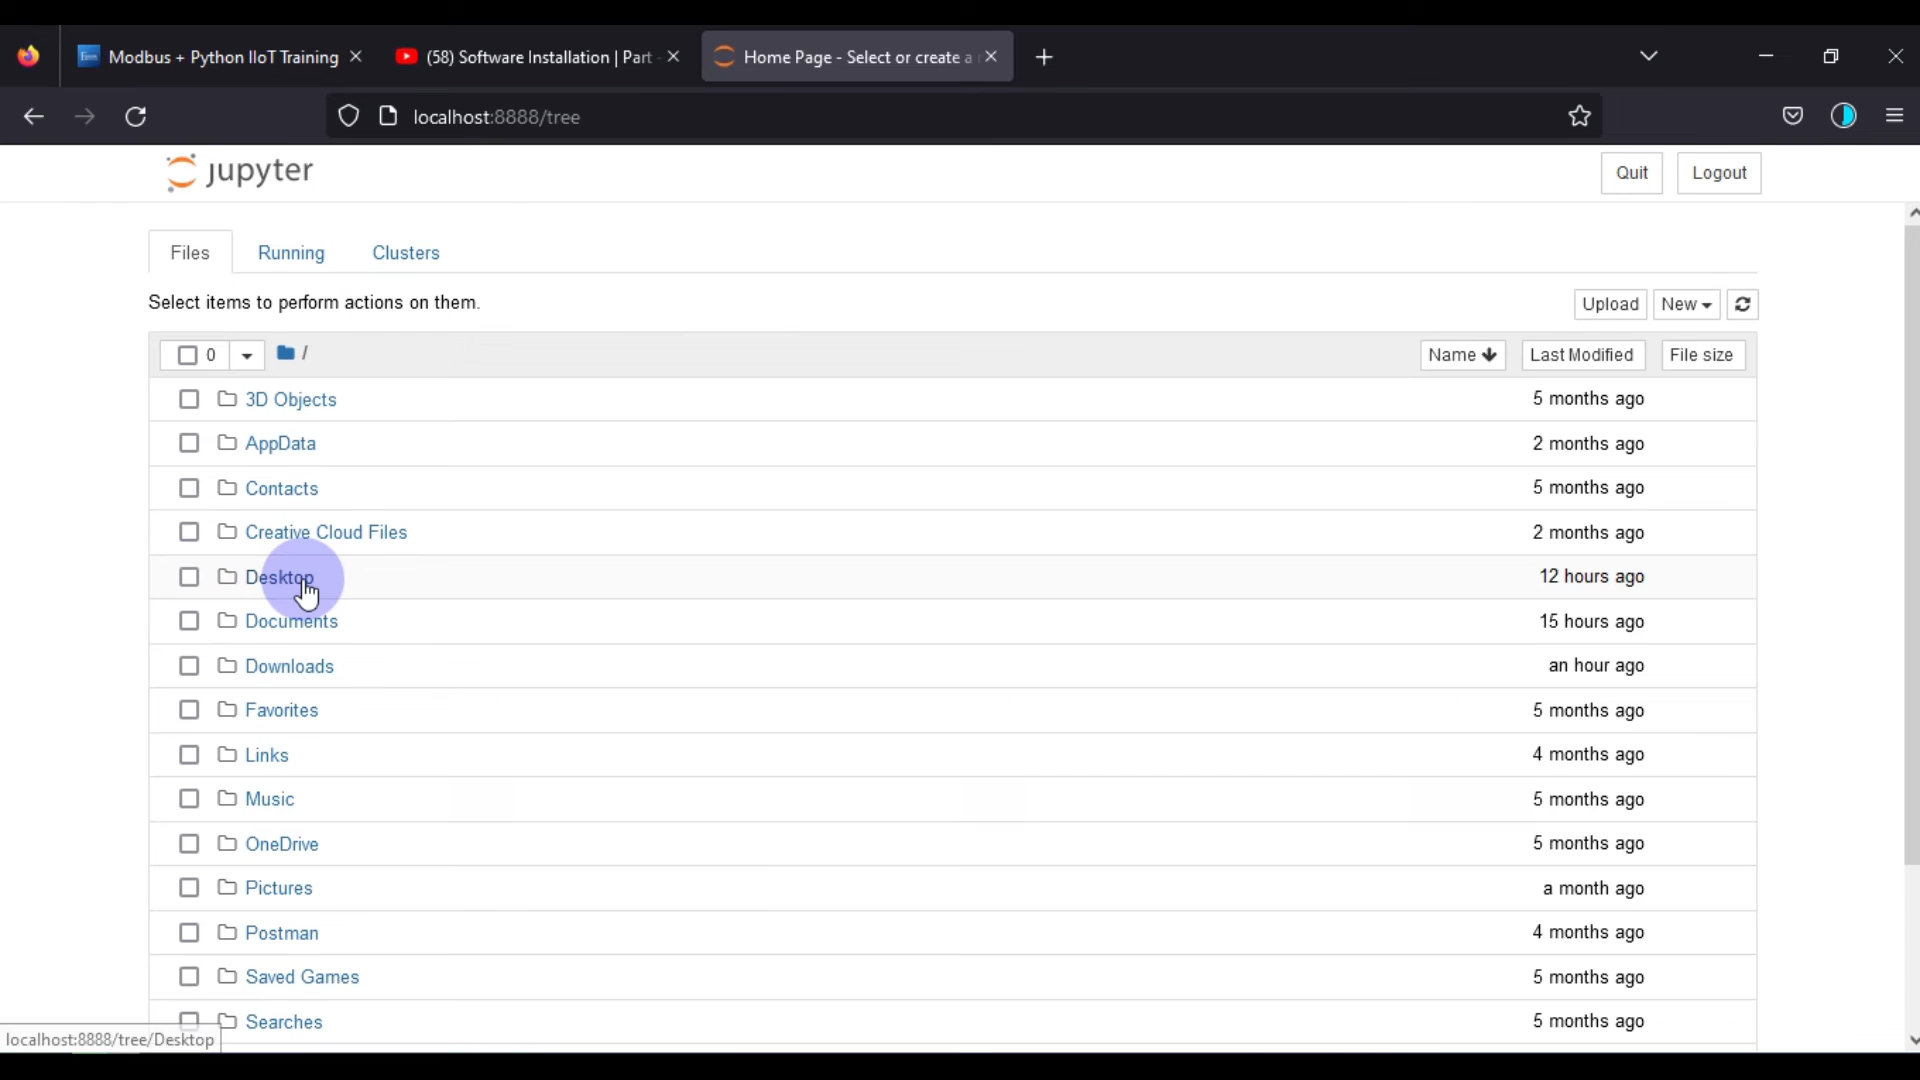 Modbus + Python IIoT Training
(58) Software Installation | Part -
Home Page - Select or create a
localhost:8888/tree
jupyter
Quit
Logout
Files
Running
Clusters
Select items to perform actions on them.
Upload
New
0
/
Name
Last Modified
File size
3D Objects 5 months ago
AppData 2 months ago
Contacts 5 months ago
Creative Cloud Files 2 months ago
Desktop 12 hours ago
Documents 15 hours ago
Downloads an hour ago
Favorites 5 months ago
Links 4 months ago
Music 5 months ago
OneDrive 5 months ago
Pictures a month ago
Postman 4 months ago
Saved Games 5 months ago
Searches 5 months ago
localhost:8888/tree/Desktop